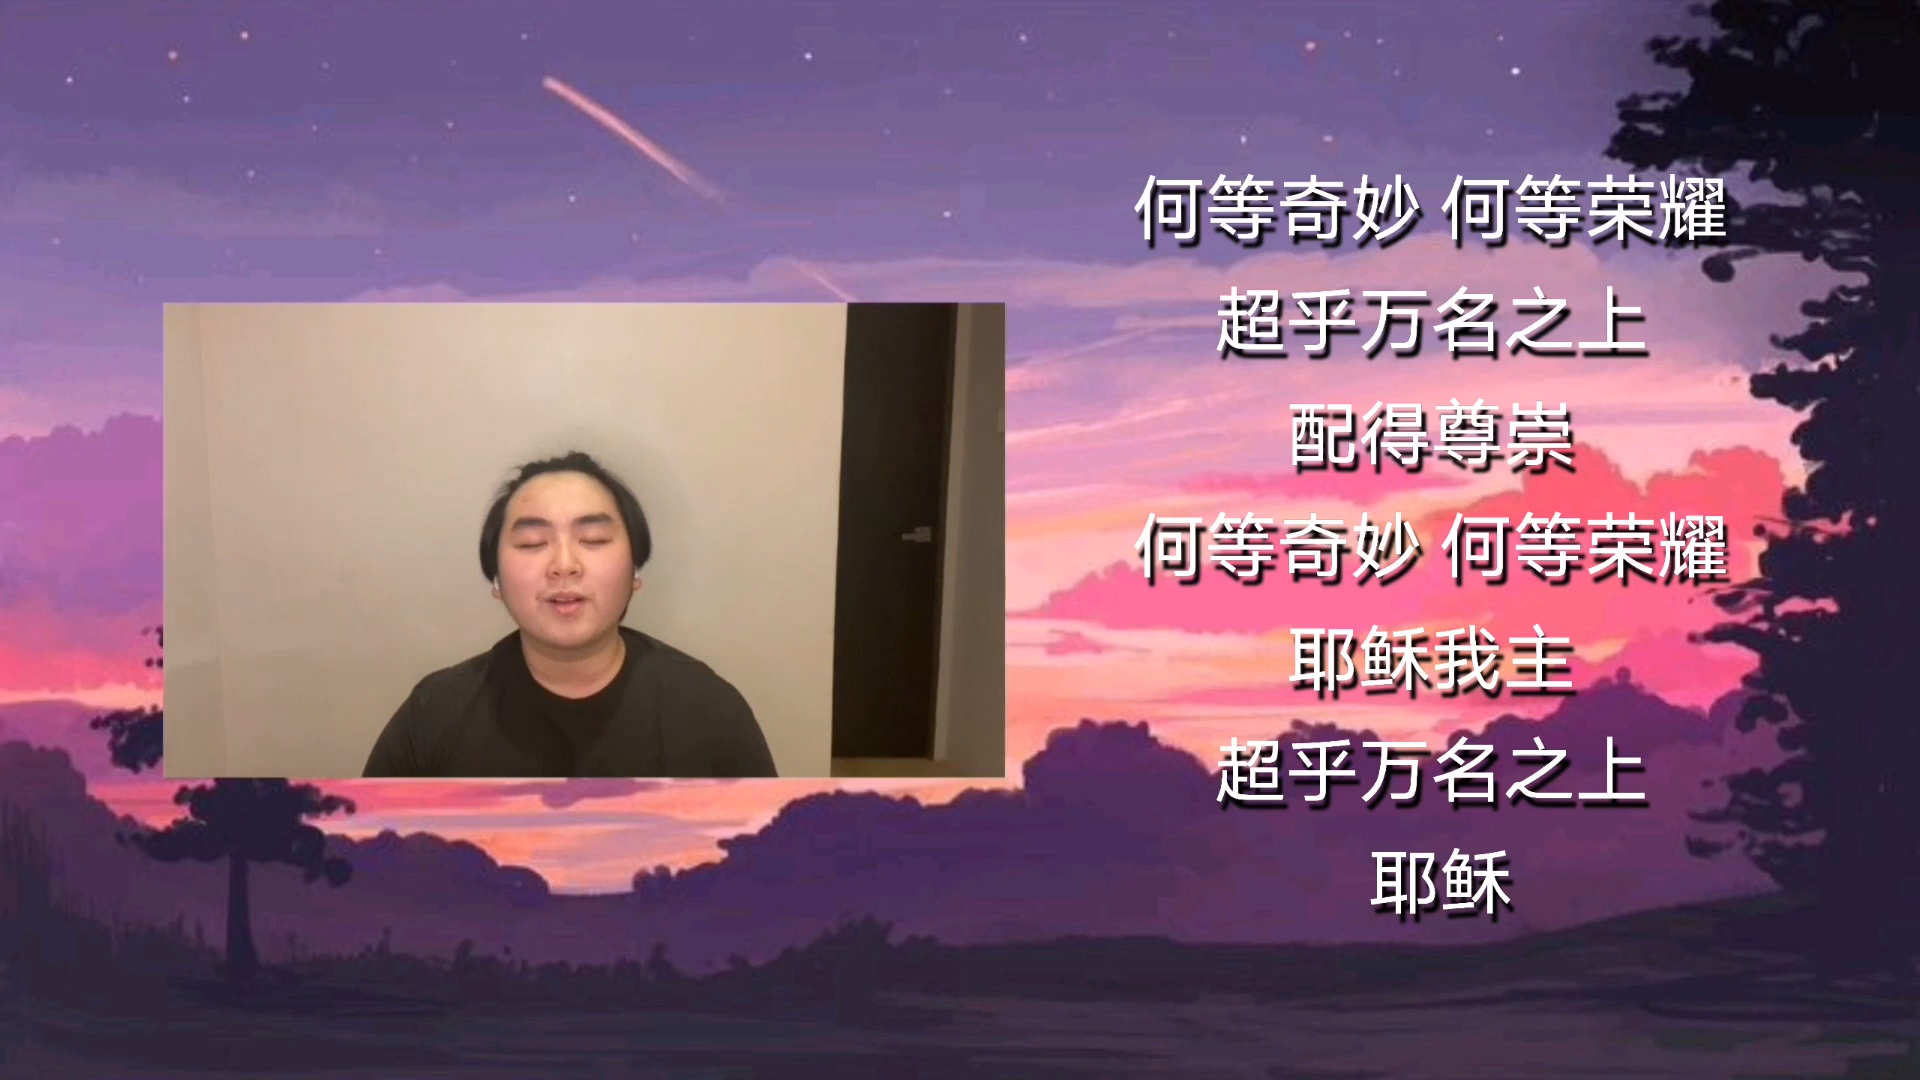 何等奇妙 何等荣耀
超乎万名之上
配得尊崇
何等奇妙 何等荣耀
耶稣我主
超乎万名之上
耶稣